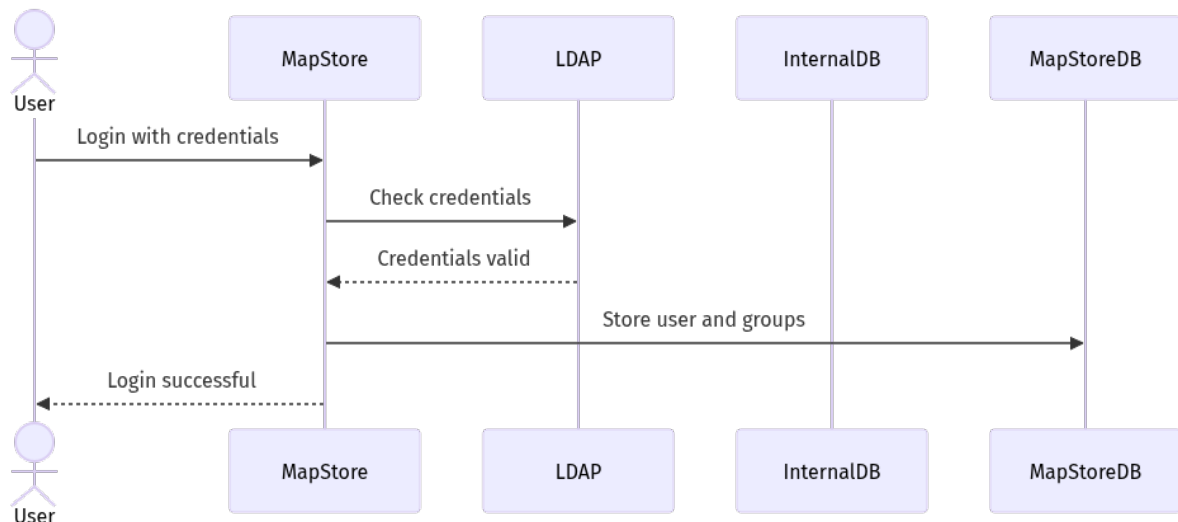 MapStore
LDAP
InternalDB
MapStoreDB
User
Login with credentials
Check credentials
Credentials valid
Store user and groups
Login successful
MapStore
LDAP
InternalDB
MapStoreDB
User